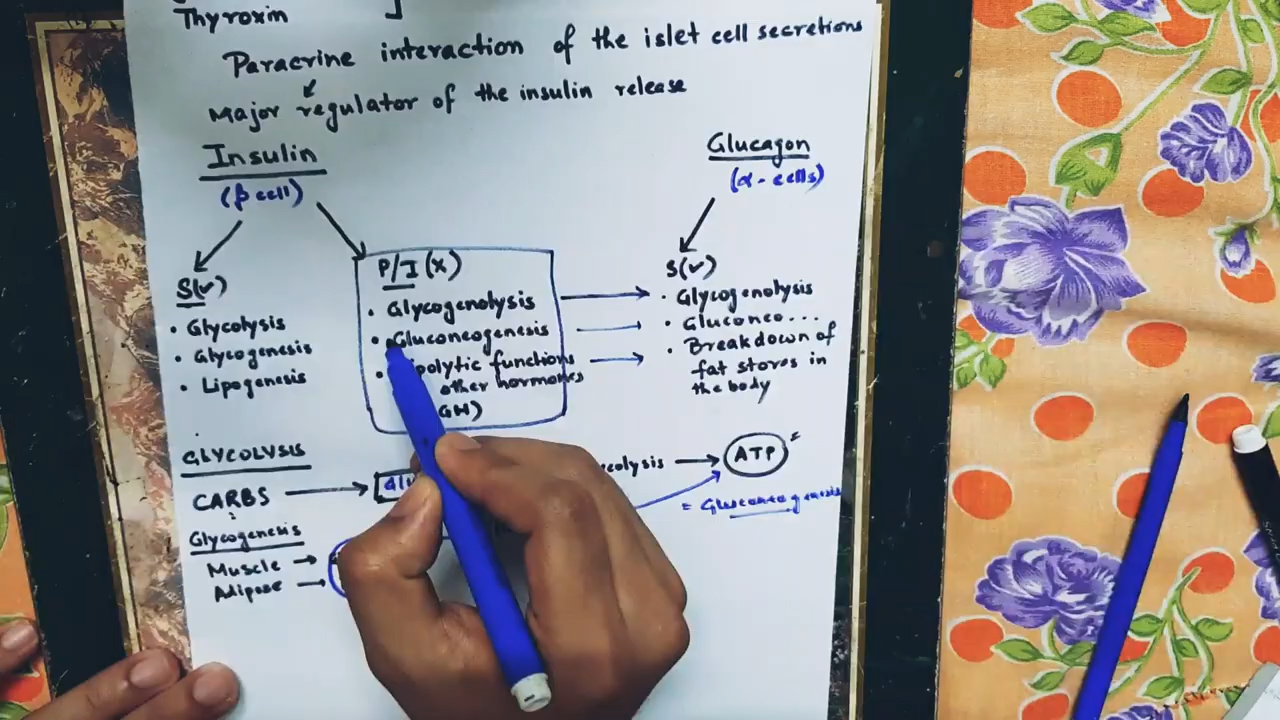 Thyroxin
Paracrine interaction of the islet cell secretions
Major regulator of the insulin release
Insulin
(β cell)
Glucagon
(α-cells)
S(✓)
• Glycolysis
• Glycogenesis
• Lipogenesis
P/I (x)
• Glycogenolysis
• Gluconeogenesis
• functions
other hormones
GH)
S(✓)
• Glycogenolysis
• Gluconeo...
• Breakdown of
fat stores in
the body
GLYCOLYSIS
CARBS
ATP
= Gluconeogenesis
Glycogenesis
Muscle
Adipose